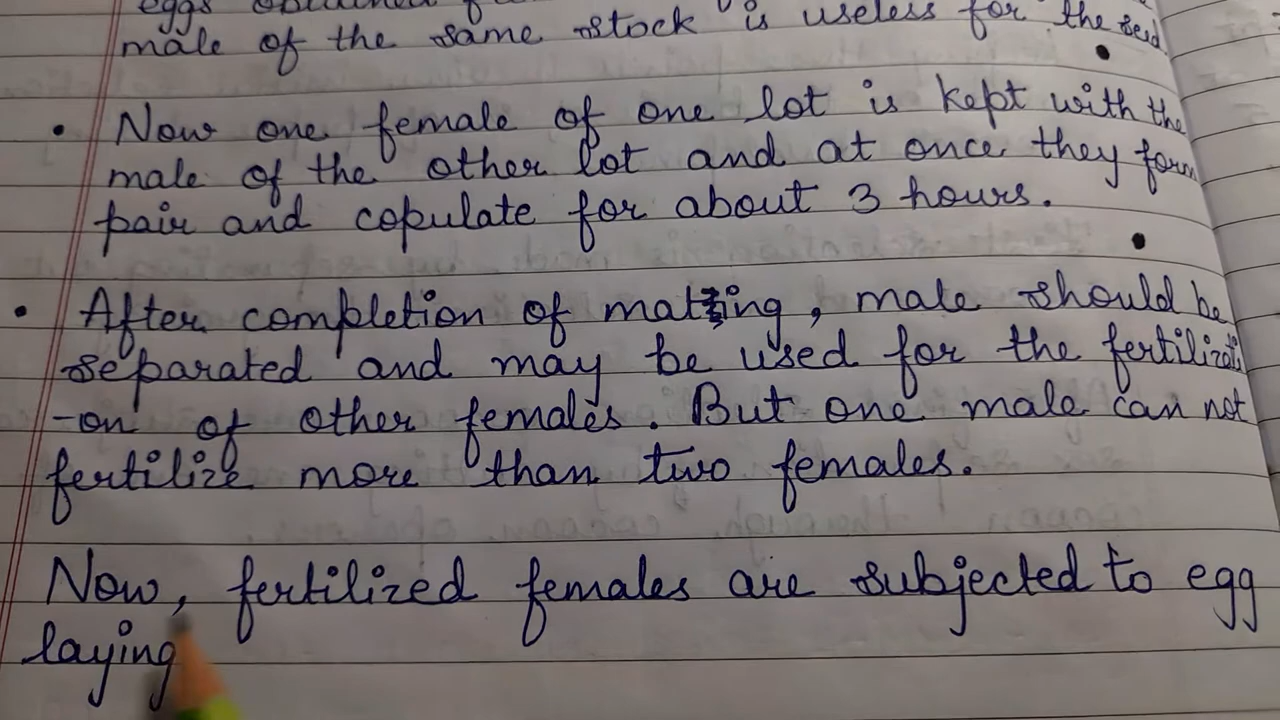 eggs obtained
male of the same stock is useless for the seed.
• Now one female of one lot is kept with the
male of the other lot and at once they form
pair and copulate for about 3 hours.
• After completion of mating, male should be
separated and may be used for the fertilizati
-on of other females. But one male can not
fertilize more than two females.
Now, fertilized females are subjected to egg
laying